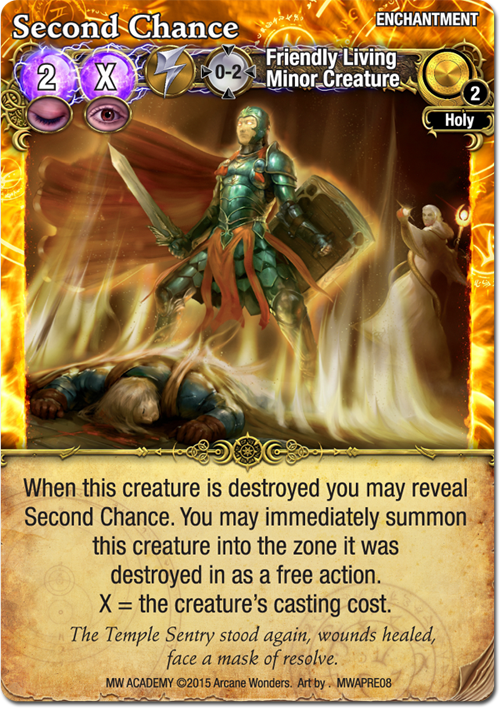 Second Chance
ENCHANTMENT
2 X 0-2 Friendly Living
Minor Creature
2
Holy
When this creature is destroyed you may reveal
Second Chance. You may immediately summon
this creature into the zone it was
destroyed in as a free action.
X = the creature's casting cost.
The Temple Sentry stood again, wounds healed,
face a mask of resolve.
MW ACADEMY ©2015 Arcane Wonders. Art by . MWAPRE08